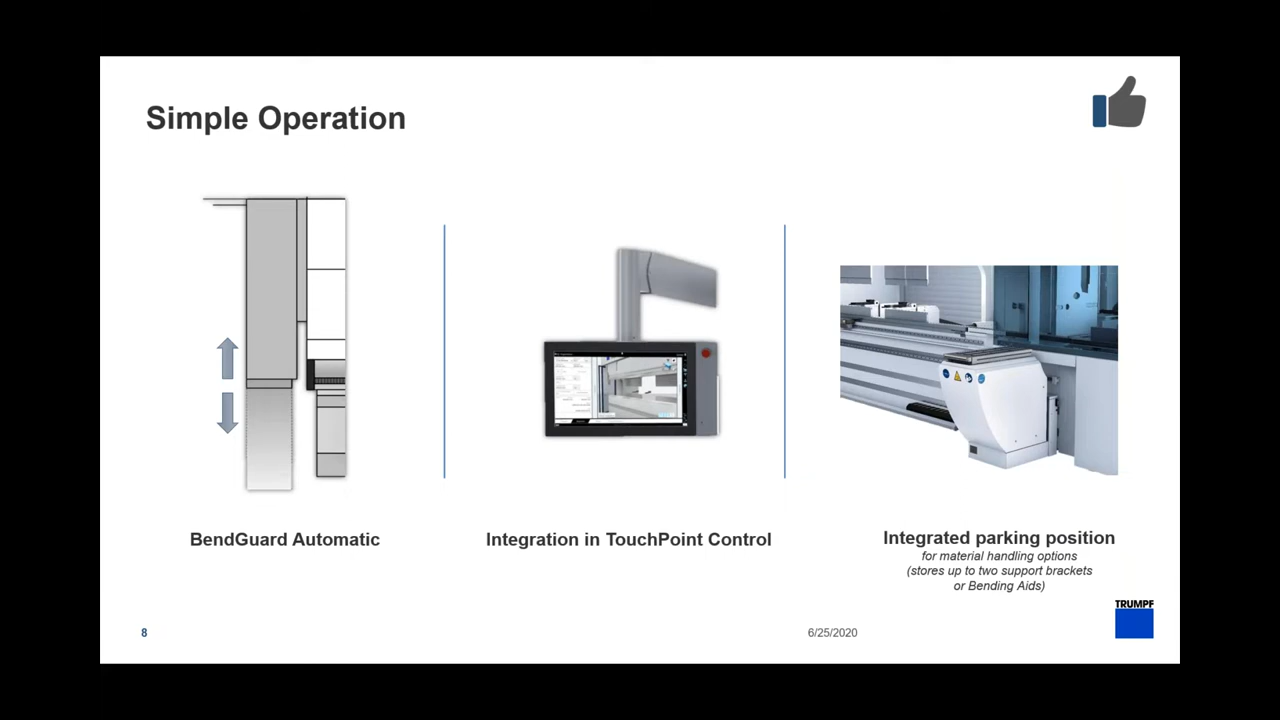 Simple Operation
BendGuard Automatic
Integration in TouchPoint Control
Integrated parking position
for material handling options
(stores up to two support brackets
or Bending Aids)
TRUMPF
8
6/25/2020